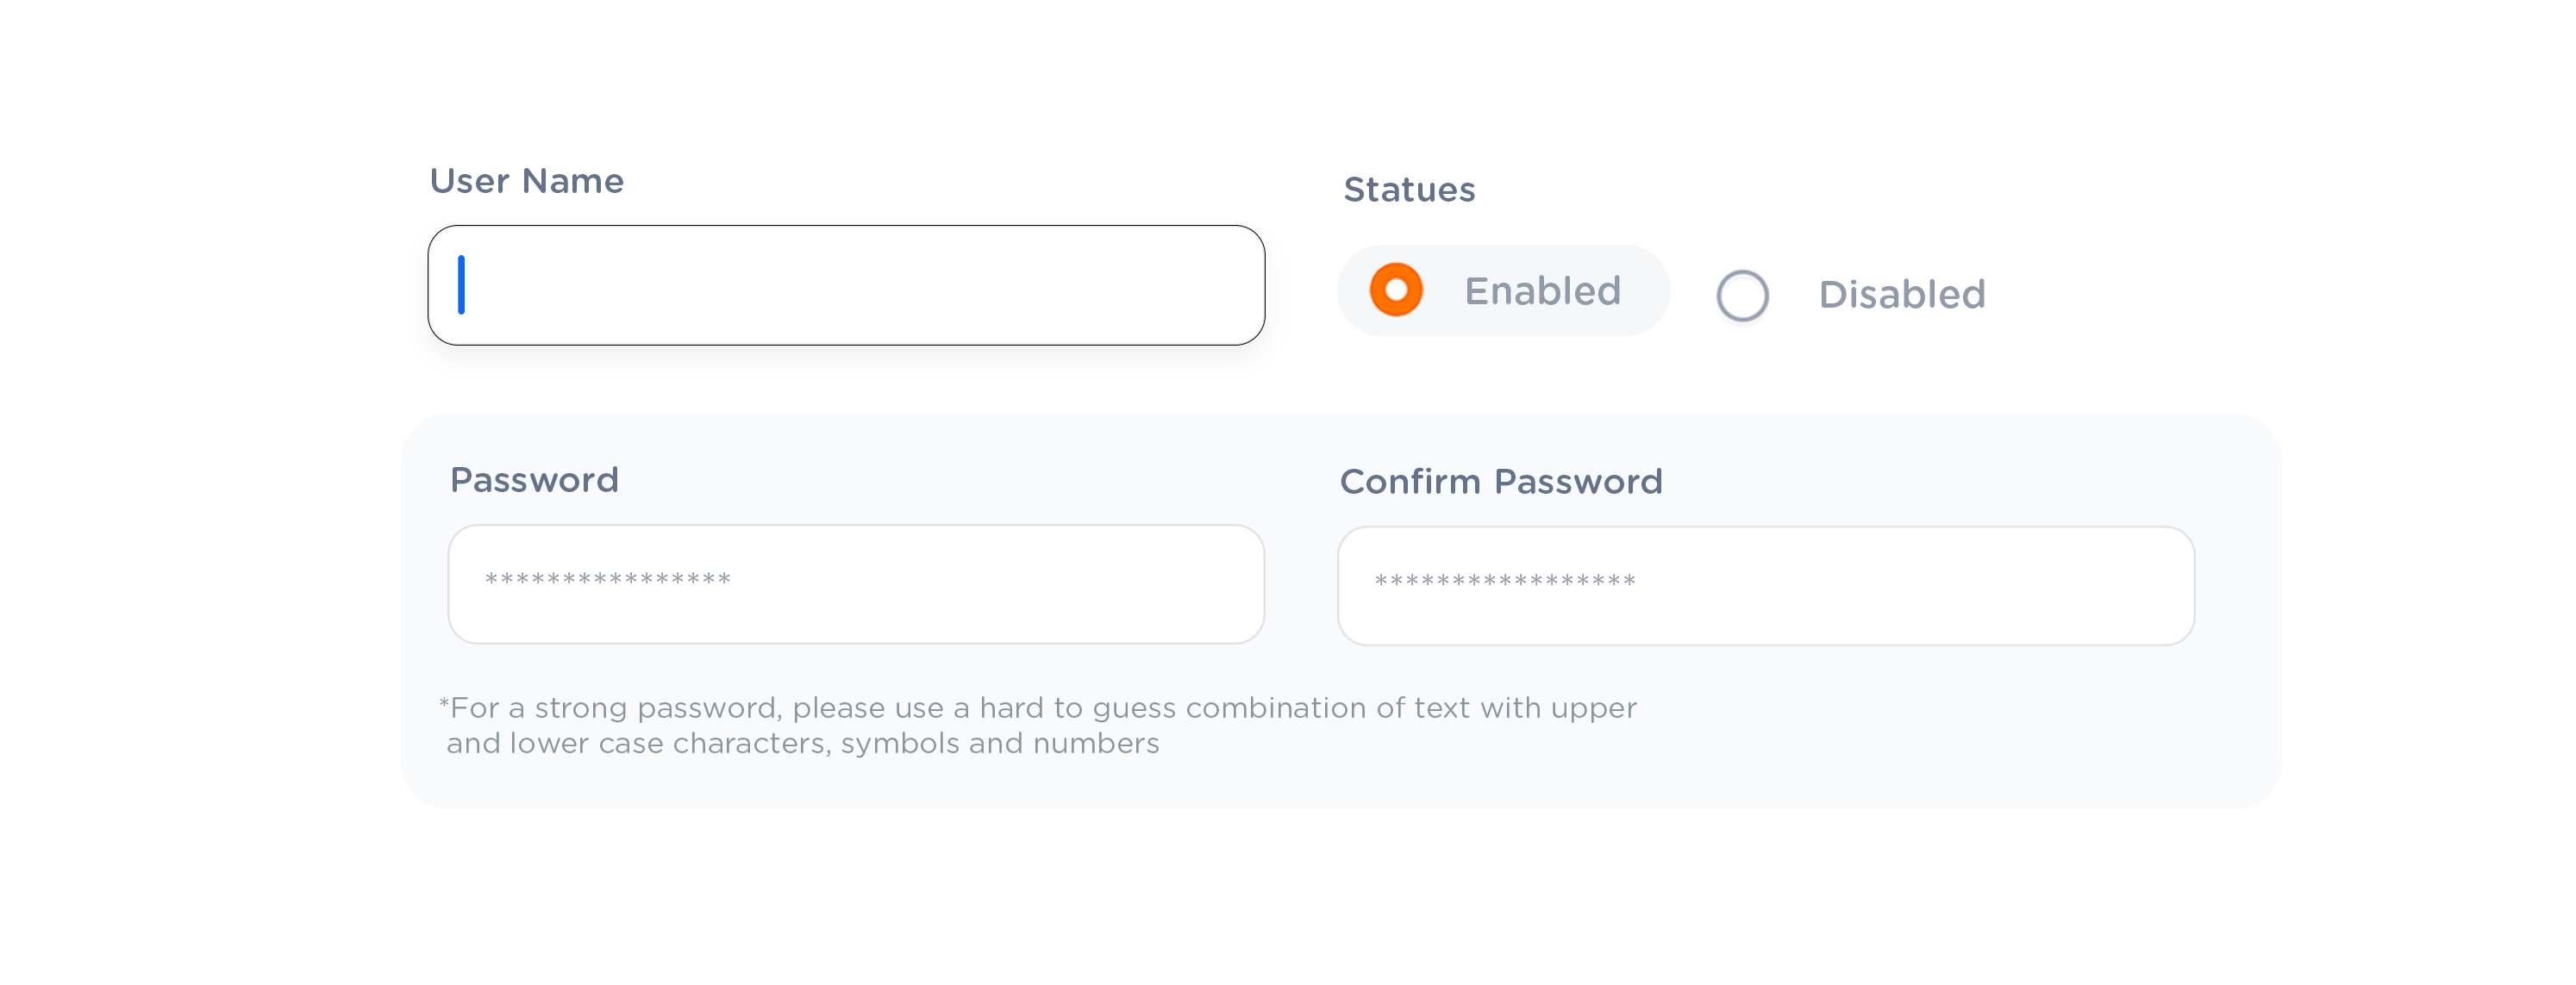 User Name
Statues
Enabled
Disabled
Password
Confirm Password
****************
*****************
*For a strong password, please use a hard to guess combination of text with upper
and lower case characters, symbols and numbers